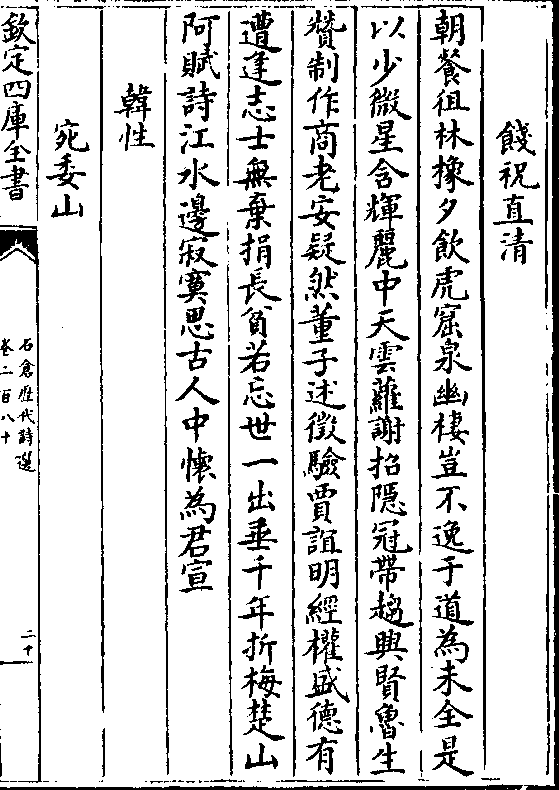 餞祝直清
朝餐徂林橡夕飲虎窟泉幽棲豈不逸于道為未全是
以少微星含輝麗中天雲蘿謝招隠冠帶趨興賢魯生
贊制作商老安疑然董子述徴驗賈誼明經權盛德有
遭逢志士無棄捐長貧若忘世一出垂千年折梅楚山
阿賦詩江水邊寂寞思古人中懷為君宣
韓性
宛委山
欽定四庫全書
石倉歷代詩選
卷二百八十
二十